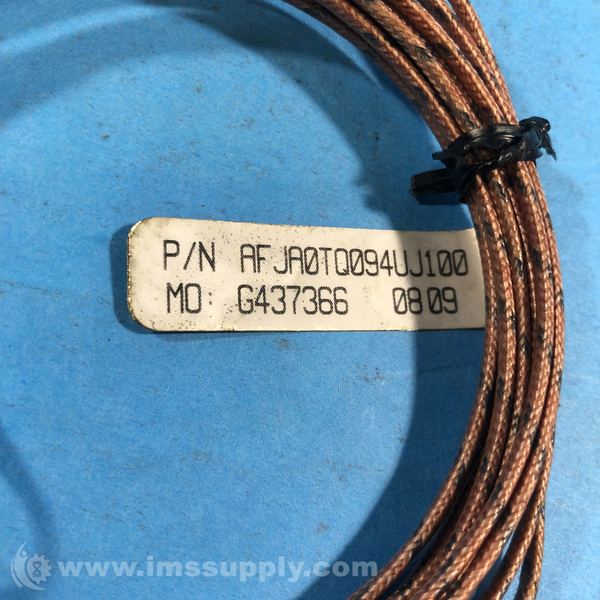 P/N AFJA0TQ094UJ100
MO: G437366 0809
www.imssupply.com